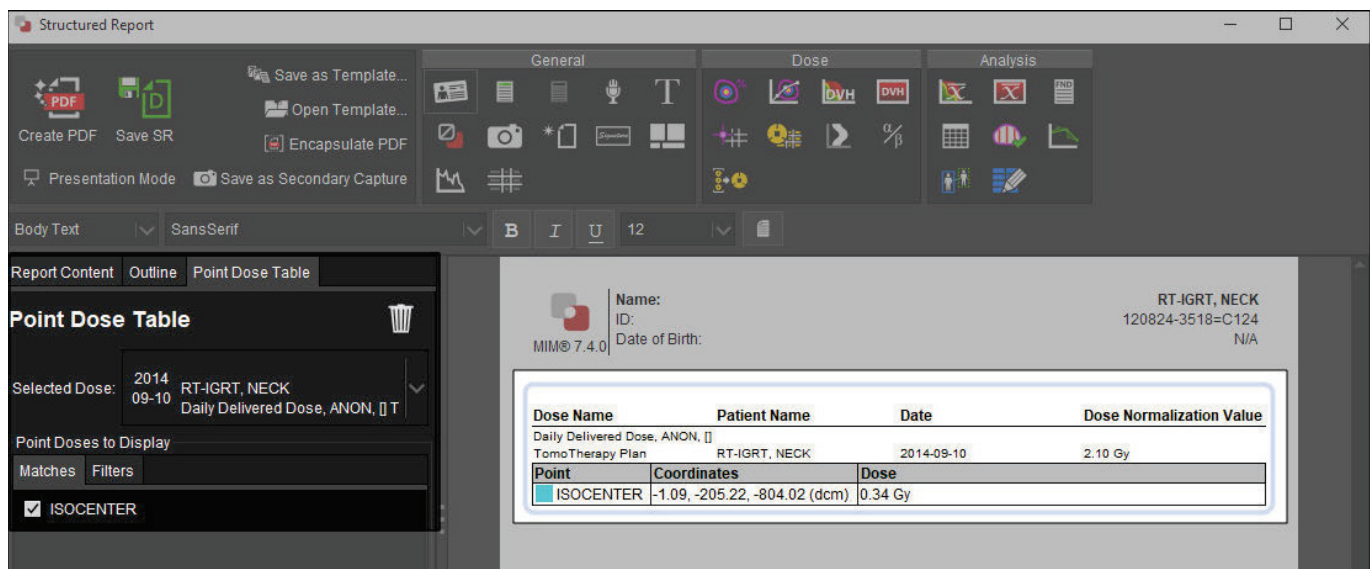 Structured Report
General
Dose
Analysis
PDF
Create PDF
D
Save SR
Save as Template...
Open Template...
Encapsulate PDF
Presentation Mode
Save as Secondary Capture
T
DVH
DVH
X
X
FND
Signature
α/β
Body Text
SansSerif
B
I
U
12
Report Content
Outline
Point Dose Table
Point Dose Table
Selected Dose:
2014
09-10
RT-IGRT, NECK
Daily Delivered Dose, ANON, [] T
Point Doses to Display
Matches
Filters
ISOCENTER
MIM® 7.4.0
Name:
RT-IGRT, NECK
ID:
120824-3518=C124
Date of Birth:
N/A
Dose Name Patient Name Date Dose Normalization Value
Daily Delivered Dose, ANON, []
TomoTherapy Plan RT-IGRT, NECK 2014-09-10 2.10 Gy
Point Coordinates Dose
ISOCENTER -1.09, -205.22, -804.02 (dcm) 0.34 Gy